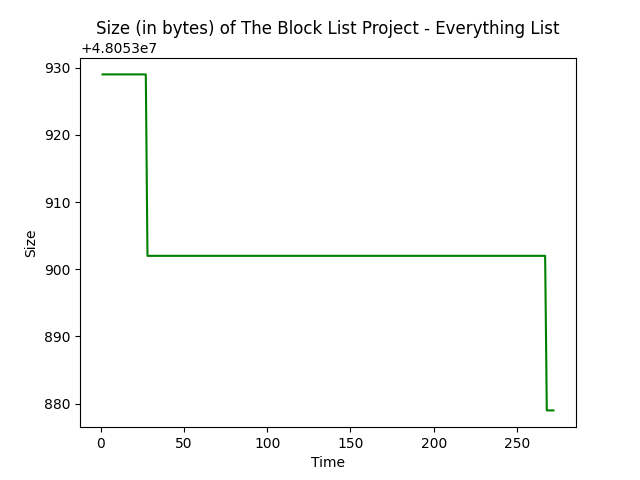 Size (in bytes) of The Block List Project - Everything List
+4.8053e7
930
920
910
900
890
880
Size
0 50 100 150 200 250
Time